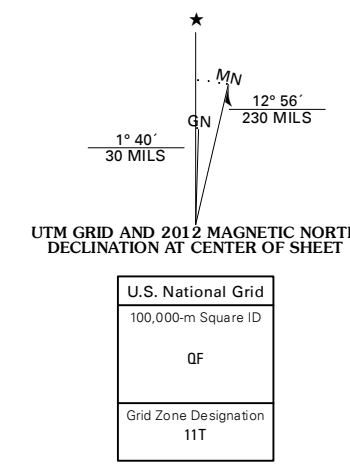 MN
GN
12° 56´
230 MILS
1° 40´
30 MILS
UTM GRID AND 2012 MAGNETIC NORT
DECLINATION AT CENTER OF SHEET
U.S. National Grid
100,000-m Square ID
QF
Grid Zone Designation
11T